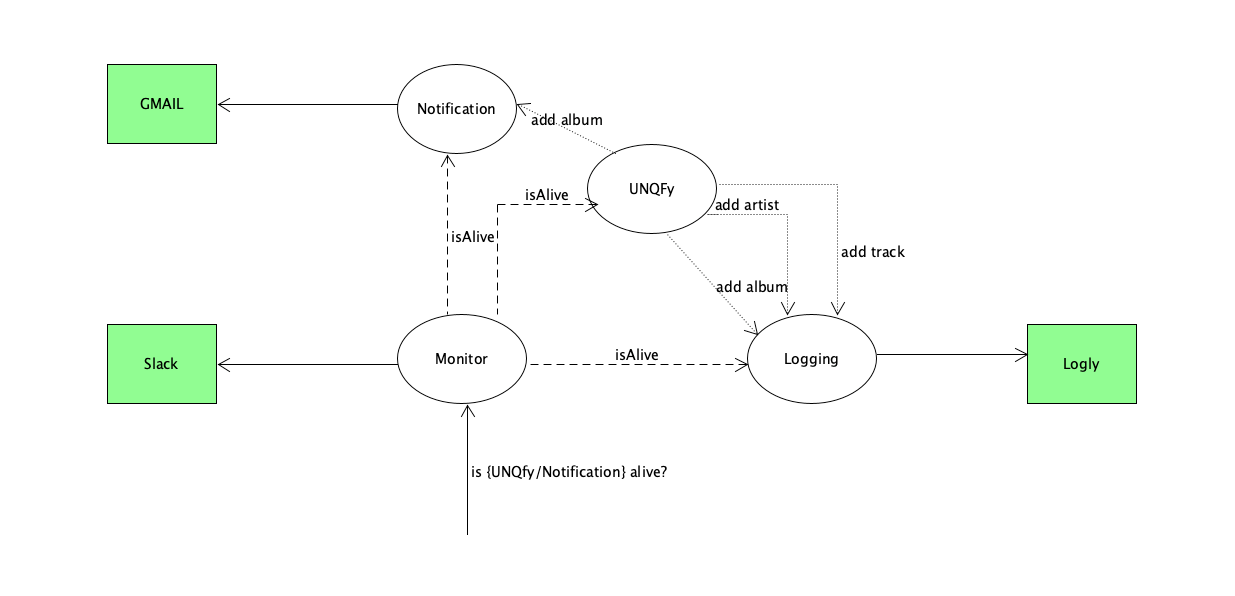 GMAIL
Notification
add album
UNQFy
isAlive
add artist
isAlive
add track
add album
Slack
Monitor
isAlive
Logging
Logly
is {UNQfy/Notification} alive?